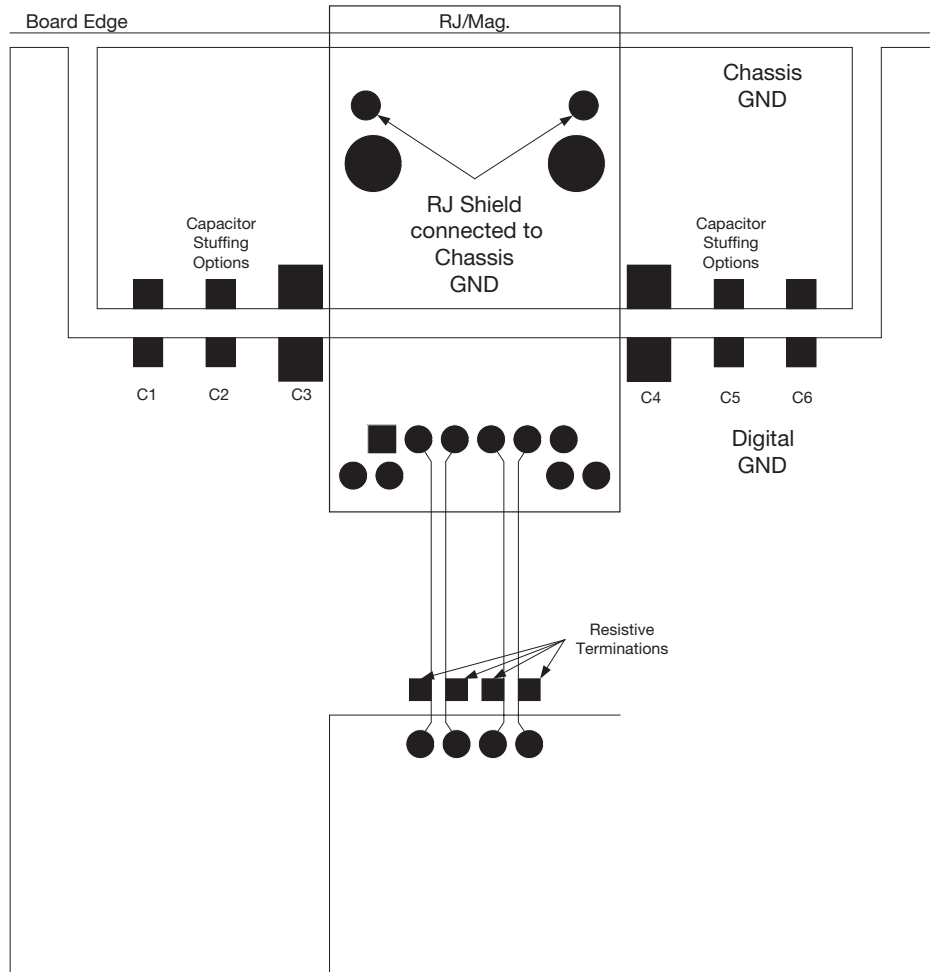 Board Edge
RJ/Mag.
Chassis
GND
RJ Shield
connected to
Chassis
GND
Capacitor
Stuffing
Options
Capacitor
Stuffing
Options
C1
C2
C3
C4
C5
C6
Digital
GND
Resistive
Terminations